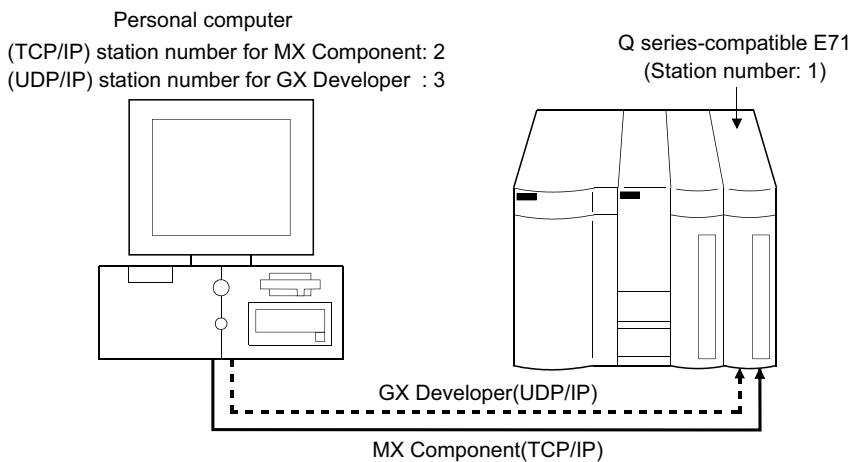 Personal computer
(TCP/IP) station number for MX Component: 2
(UDP/IP) station number for GX Developer : 3
Q series-compatible E71
(Station number: 1)
GX Developer(UDP/IP)
MX Component(TCP/IP)